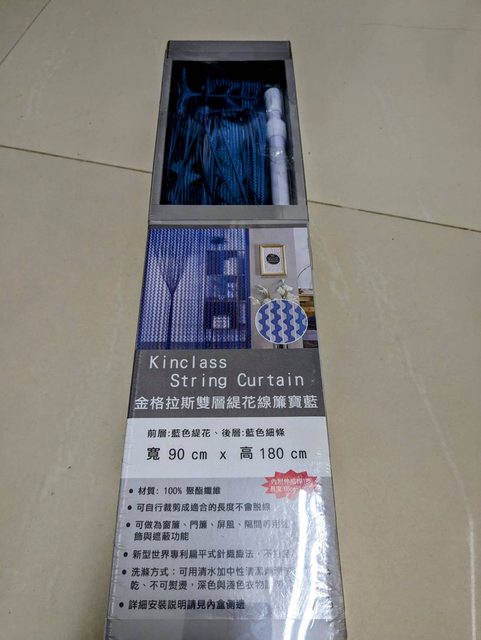 Kinclass
String Curtain
金格拉斯雙層緹花線簾寶藍
前層:藍色緹花、後層:藍色細條
寬 90 cm x 高 180 cm
• 材質: 100% 聚酯纖維
• 可自行裁剪成適合的長度不會脫線
• 可做為窗簾、門簾、屏風、隔間
飾與遮蔽功能
• 新型世界專利扁平式針織織法,
• 洗滌方式:可用清水加中性清潔
乾、不可熨燙,深色與淺色衣物
• 詳細安裝說明請見內盒側邊